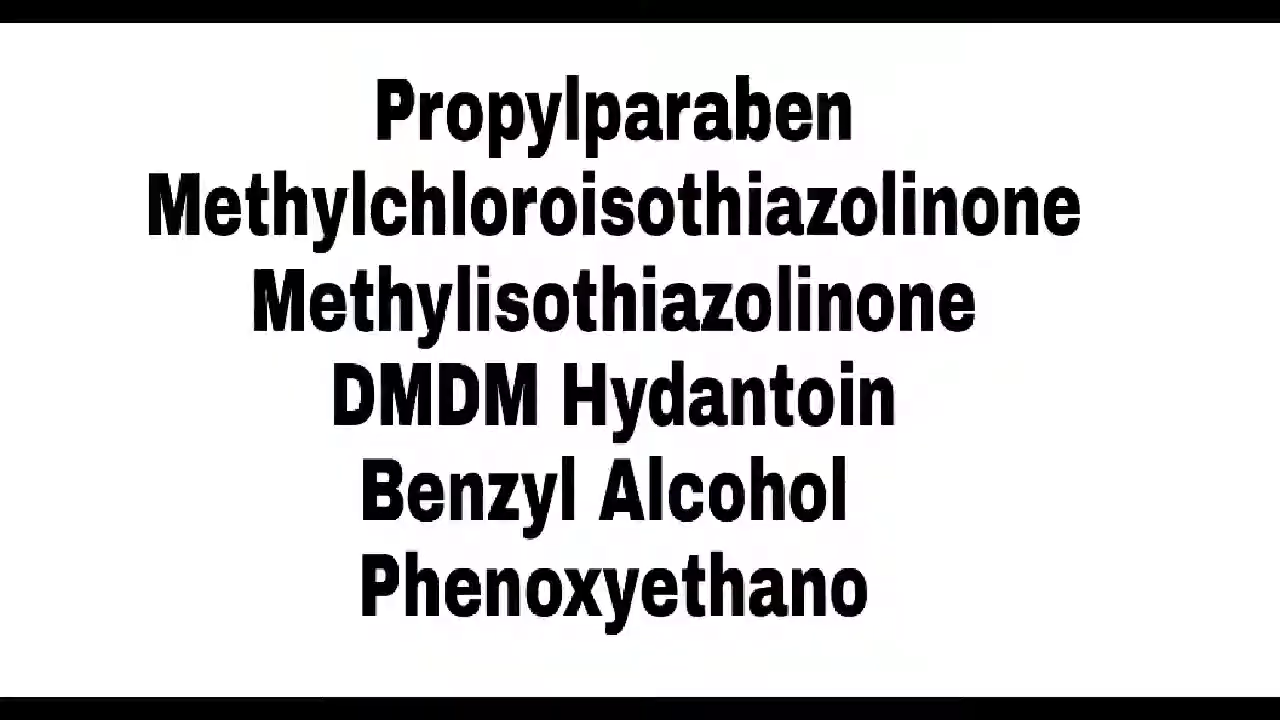 Propylparaben
Methylchloroisothiazolinone
Methylisothiazolinone
DMDM Hydantoin
Benzyl Alcohol
Phenoxyethano